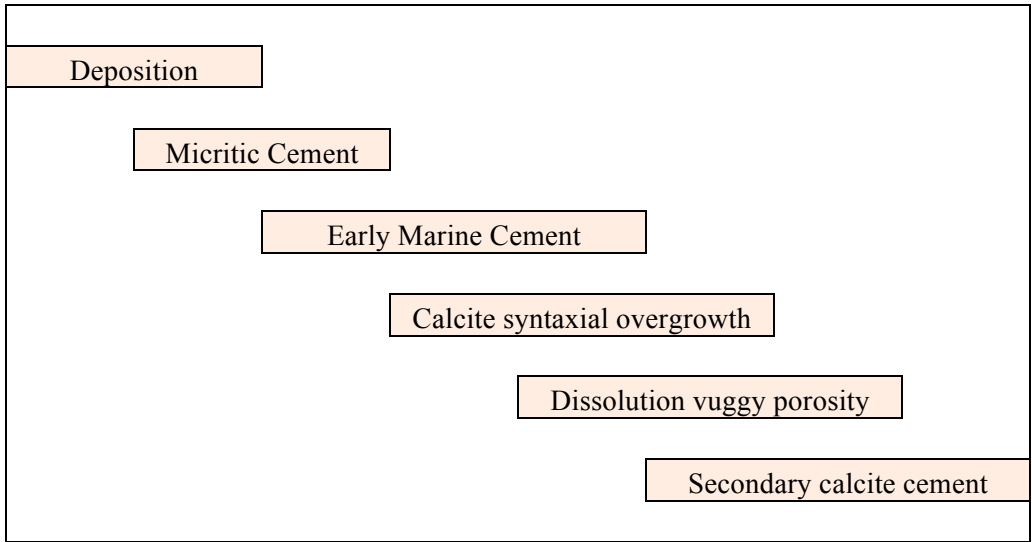 Deposition
Micritic Cement
Early Marine Cement
Calcite syntaxial overgrowth
Dissolution vuggy porosity
Secondary calcite cement